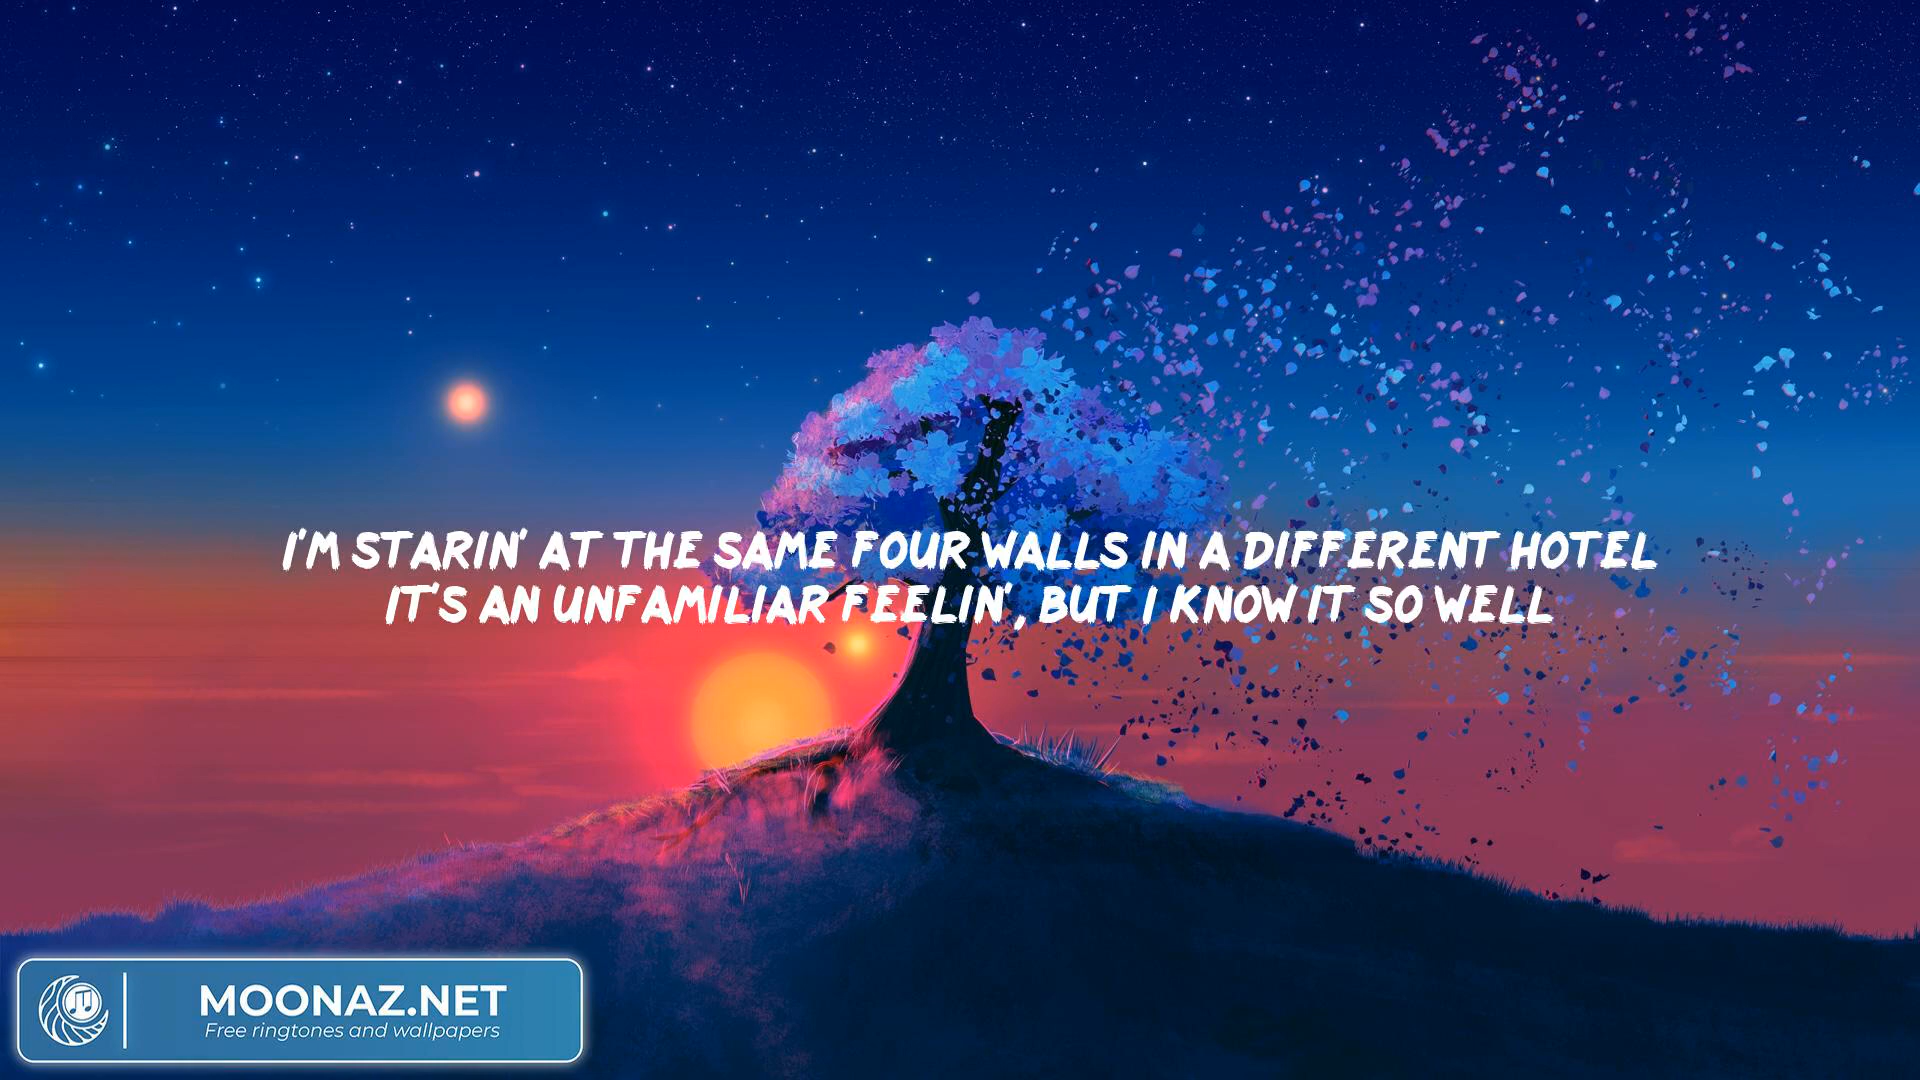 I'M STARIN' AT THE SAME FOUR WALLS IN A DIFFERENT HOTEL
IT'S AN UNFAMILIAR FEELIN', BUT I KNOW IT SO WELL
MOONAZ.NET
Free ringtones and wallpapers